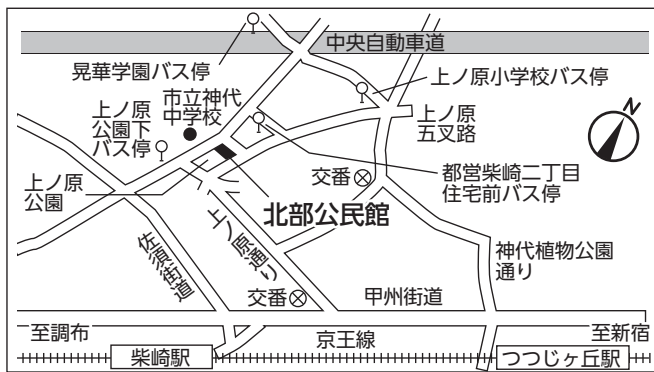 中央自動車道
晃華学園バス停
上ノ原小学校バス停
市立神代
中学校
上ノ原
公園下
バス停
上ノ原
五叉路
N
上ノ原
公園
交番
都営柴崎二丁目
住宅前バス停
北部公民館
佐須街道
上ノ原通り
神代植物公園
通り
交番
甲州街道
至調布
京王線
至新宿
柴崎駅
つつじヶ丘駅